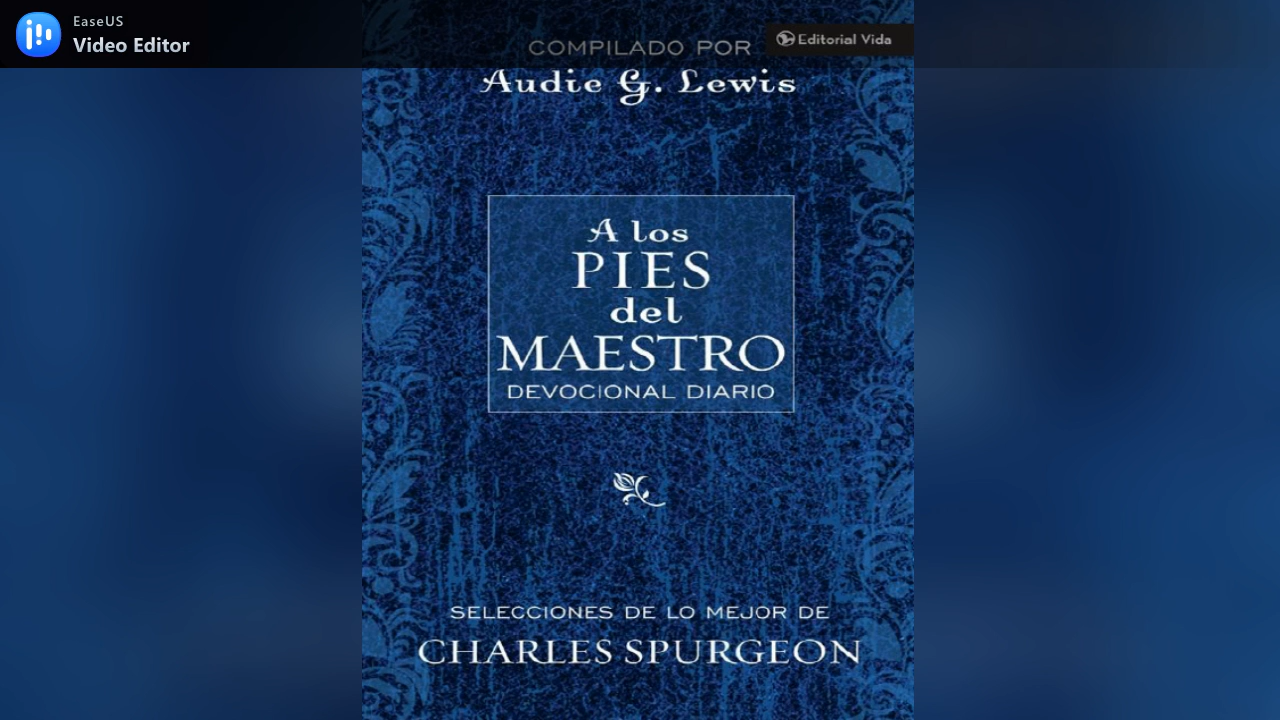 EaseUS
Video Editor
COMPILADO POR
Editorial Vida
Audie G. Lewis
A los
PIES
del
MAESTRO
DEVOCIONAL DIARIO
SELECCIONES DE LO MEJOR DE
CHARLES SPURGEON